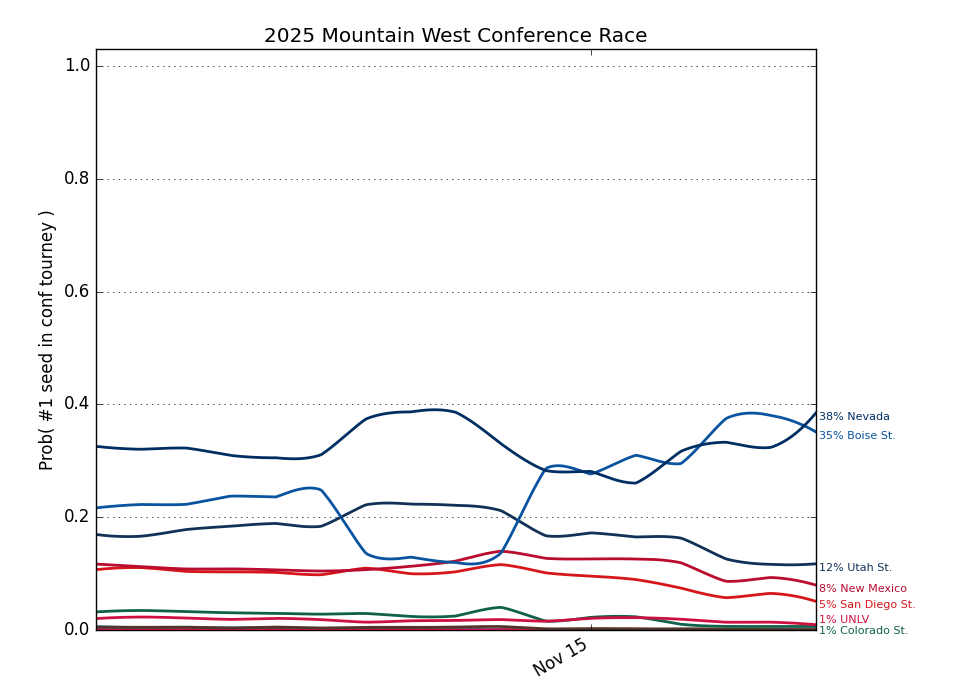 2025 Mountain West Conference Race
Prob( #1 seed in conf tourney )
1.0
0.8
0.6
0.4
0.2
0.0
Nov 15
38% Nevada
35% Boise St.
12% Utah St.
8% New Mexico
5% San Diego St.
1% UNLV
1% Colorado St.